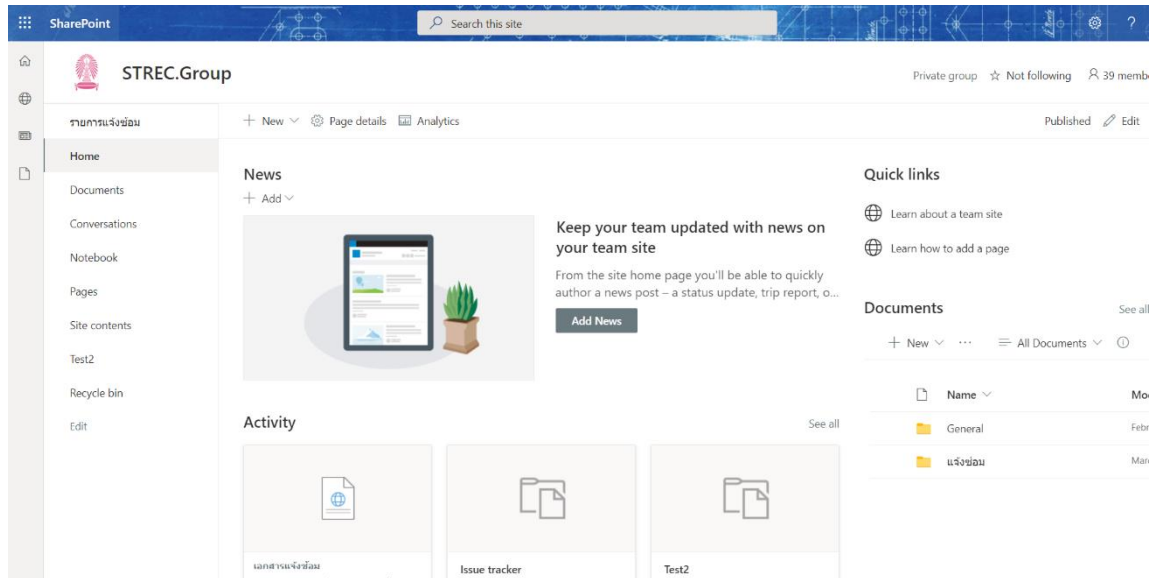 SharePoint
Search this site
?
STREC.Group
Private group
Not following
39 memb
รายการแจ้งซ่อม
Home
Documents
Conversations
Notebook
Pages
Site contents
Test2
Recycle bin
Edit
+ New
Page details
Analytics
Published
Edit
News
+ Add
Keep your team updated with news on
your team site
From the site home page you'll be able to quickly
author a news post – a status update, trip report, o...
Add News
Activity
See all
เอกสารแจ้งซ่อม
Issue tracker
Test2
Quick links
Learn about a team site
Learn how to add a page
Documents
See all
+ New
...
All Documents
Name
Mo
General
Febr
แจ้งซ่อม
Marc